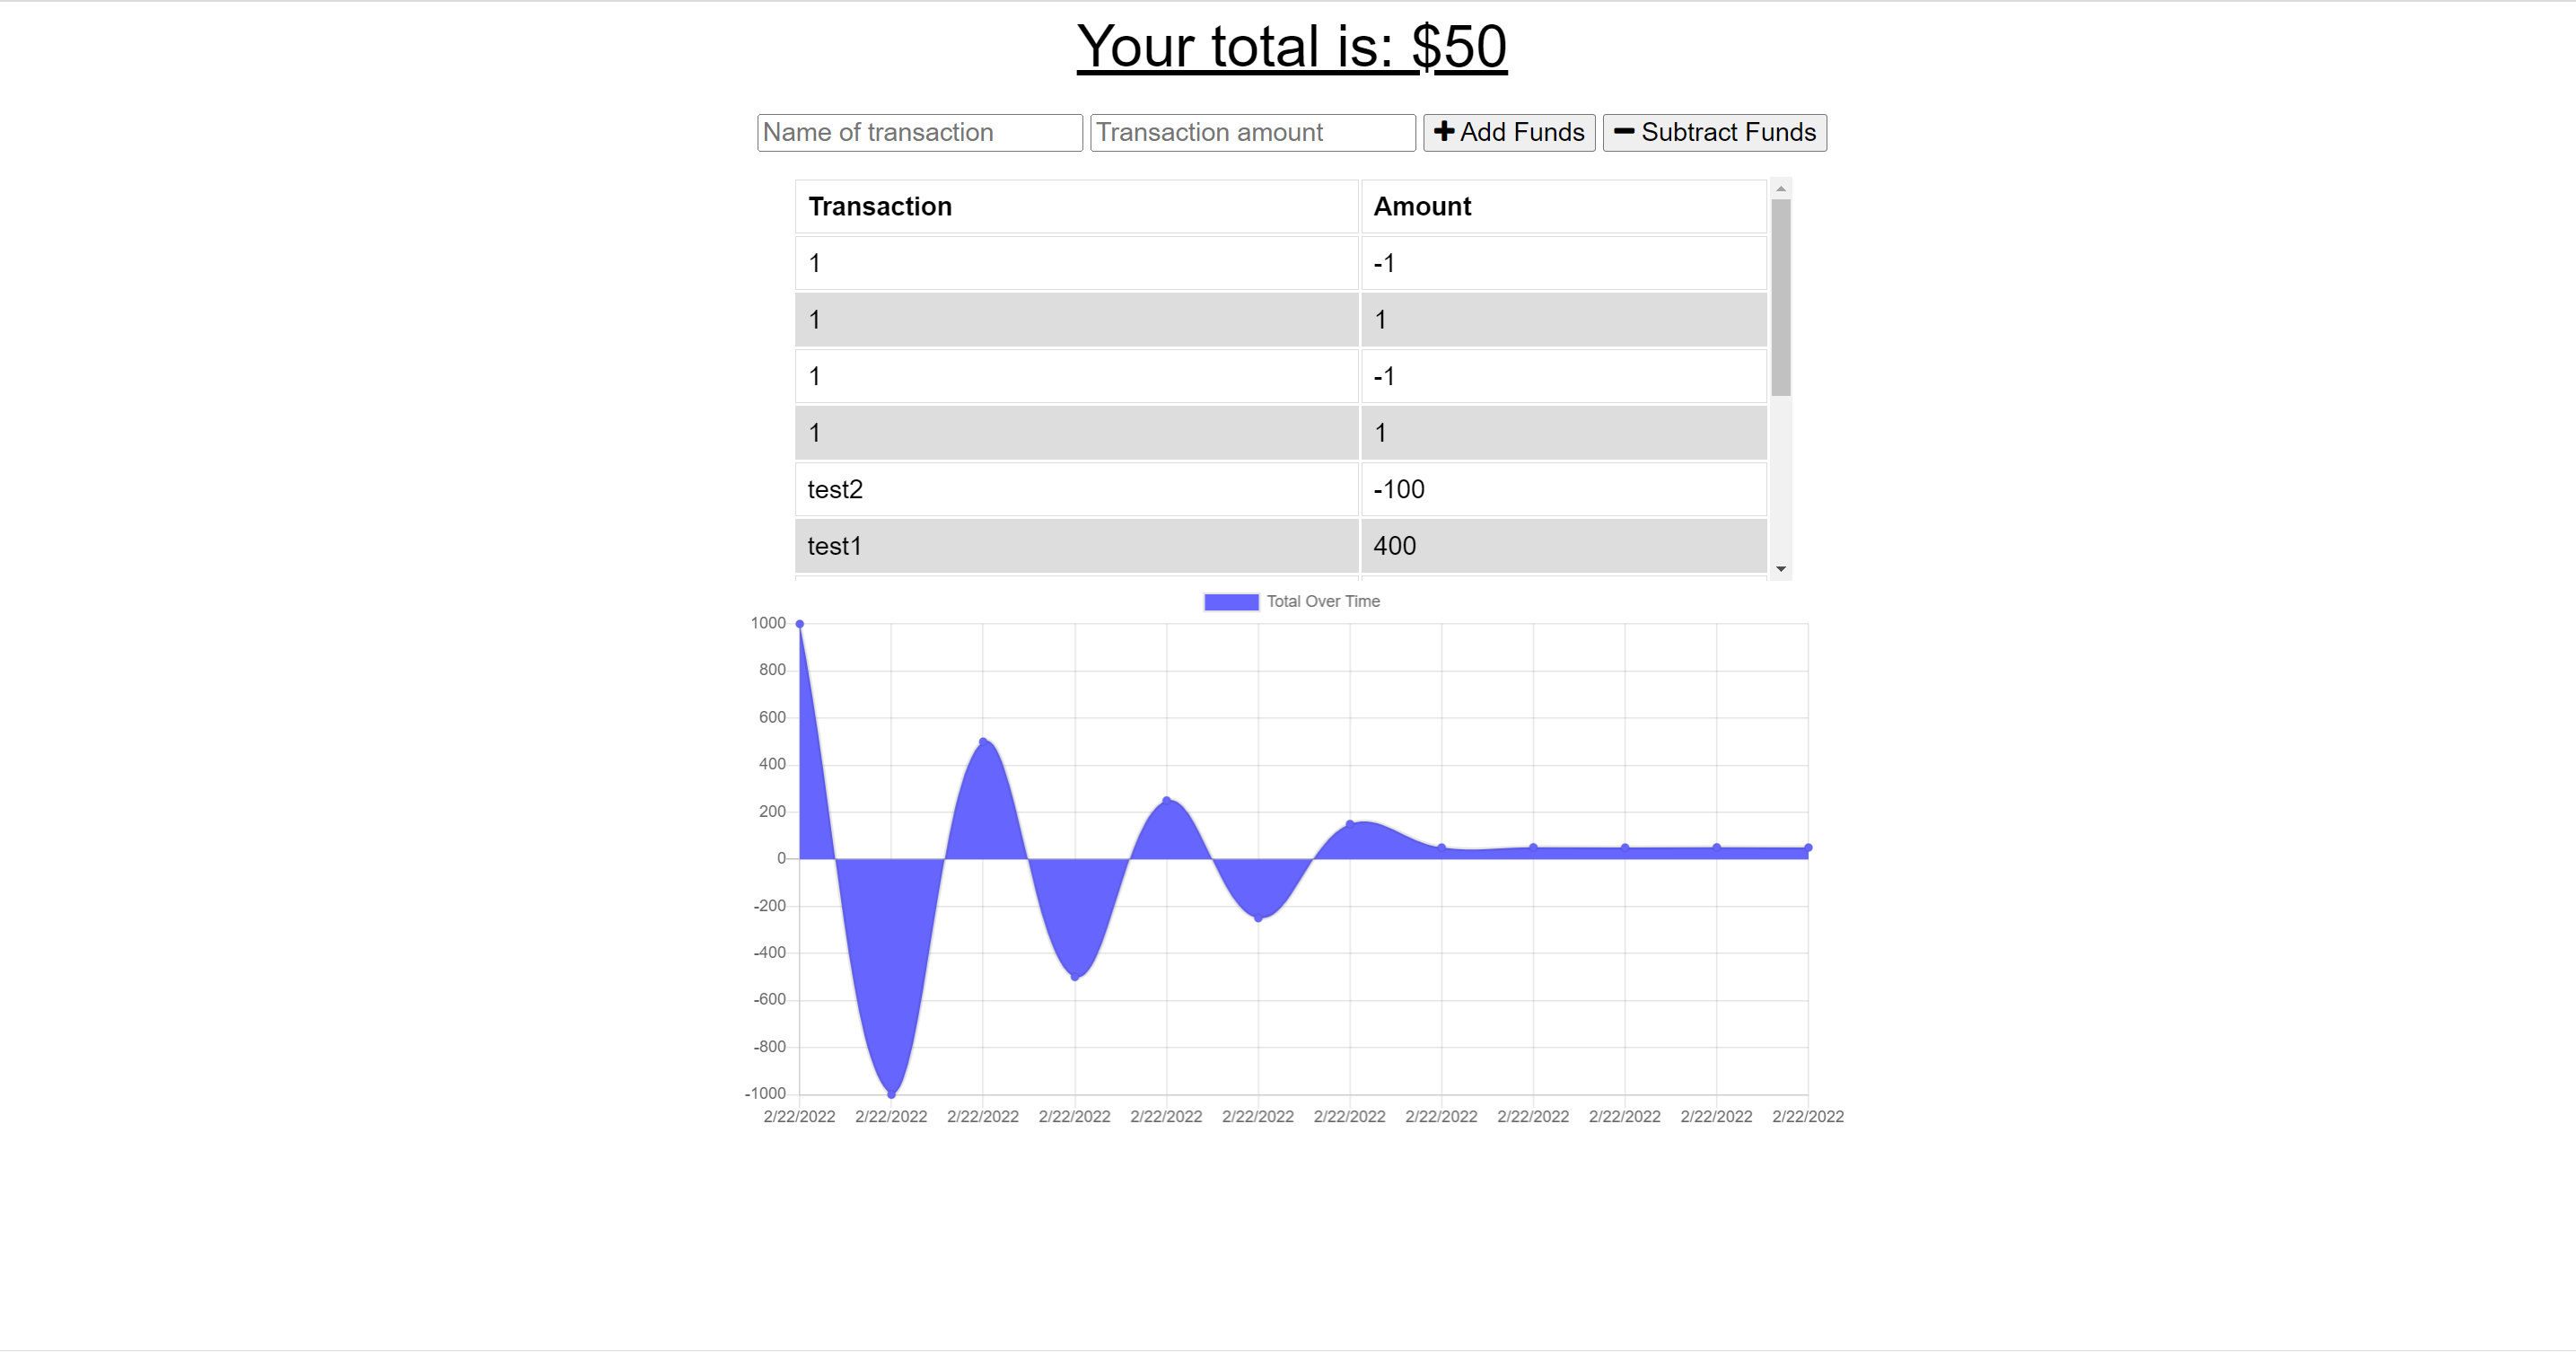 Your total is: $50
Name of transaction Transaction amount Add Funds Subtract Funds
Transaction Amount
1 -1
1 1
1 -1
1 1
test2 -100
test1 400
Total Over Time
1000
800
600
400
200
0
-200
-400
-600
-800
-1000
2/22/2022 2/22/2022 2/22/2022 2/22/2022 2/22/2022 2/22/2022 2/22/2022 2/22/2022 2/22/2022 2/22/2022 2/22/2022 2/22/2022